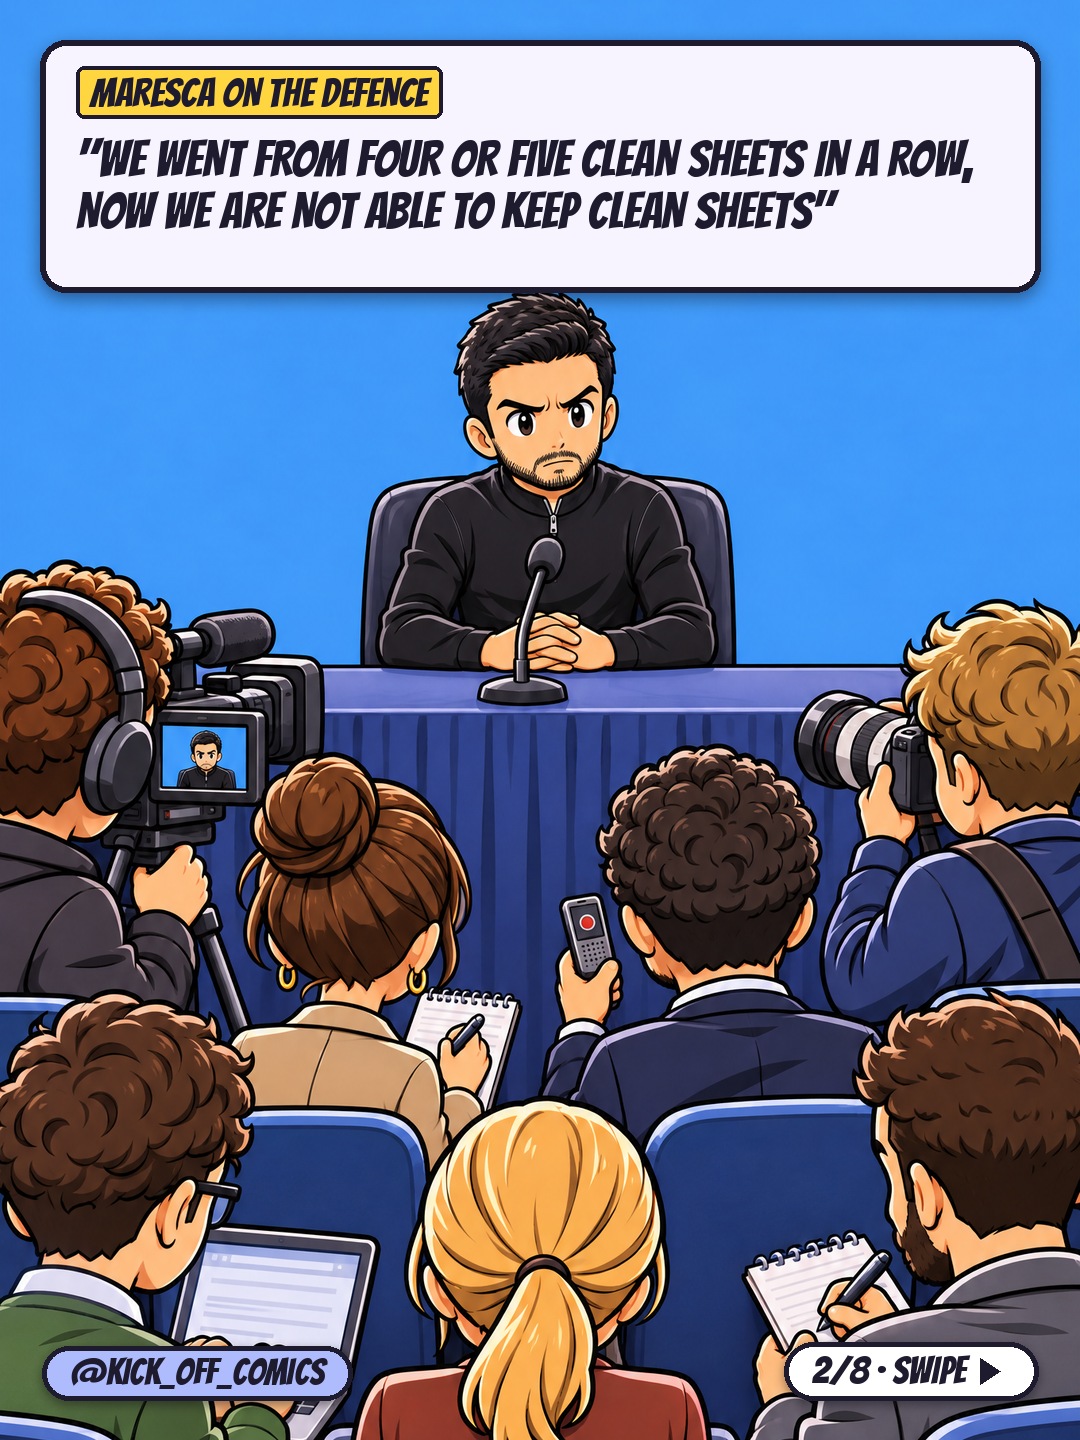 MARESCA ON THE DEFENCE
"WE WENT FROM FOUR OR FIVE CLEAN SHEETS IN A ROW,
NOW WE ARE NOT ABLE TO KEEP CLEAN SHEETS"
@KICK_OFF_COMICS
2/8 • SWIPE ▶